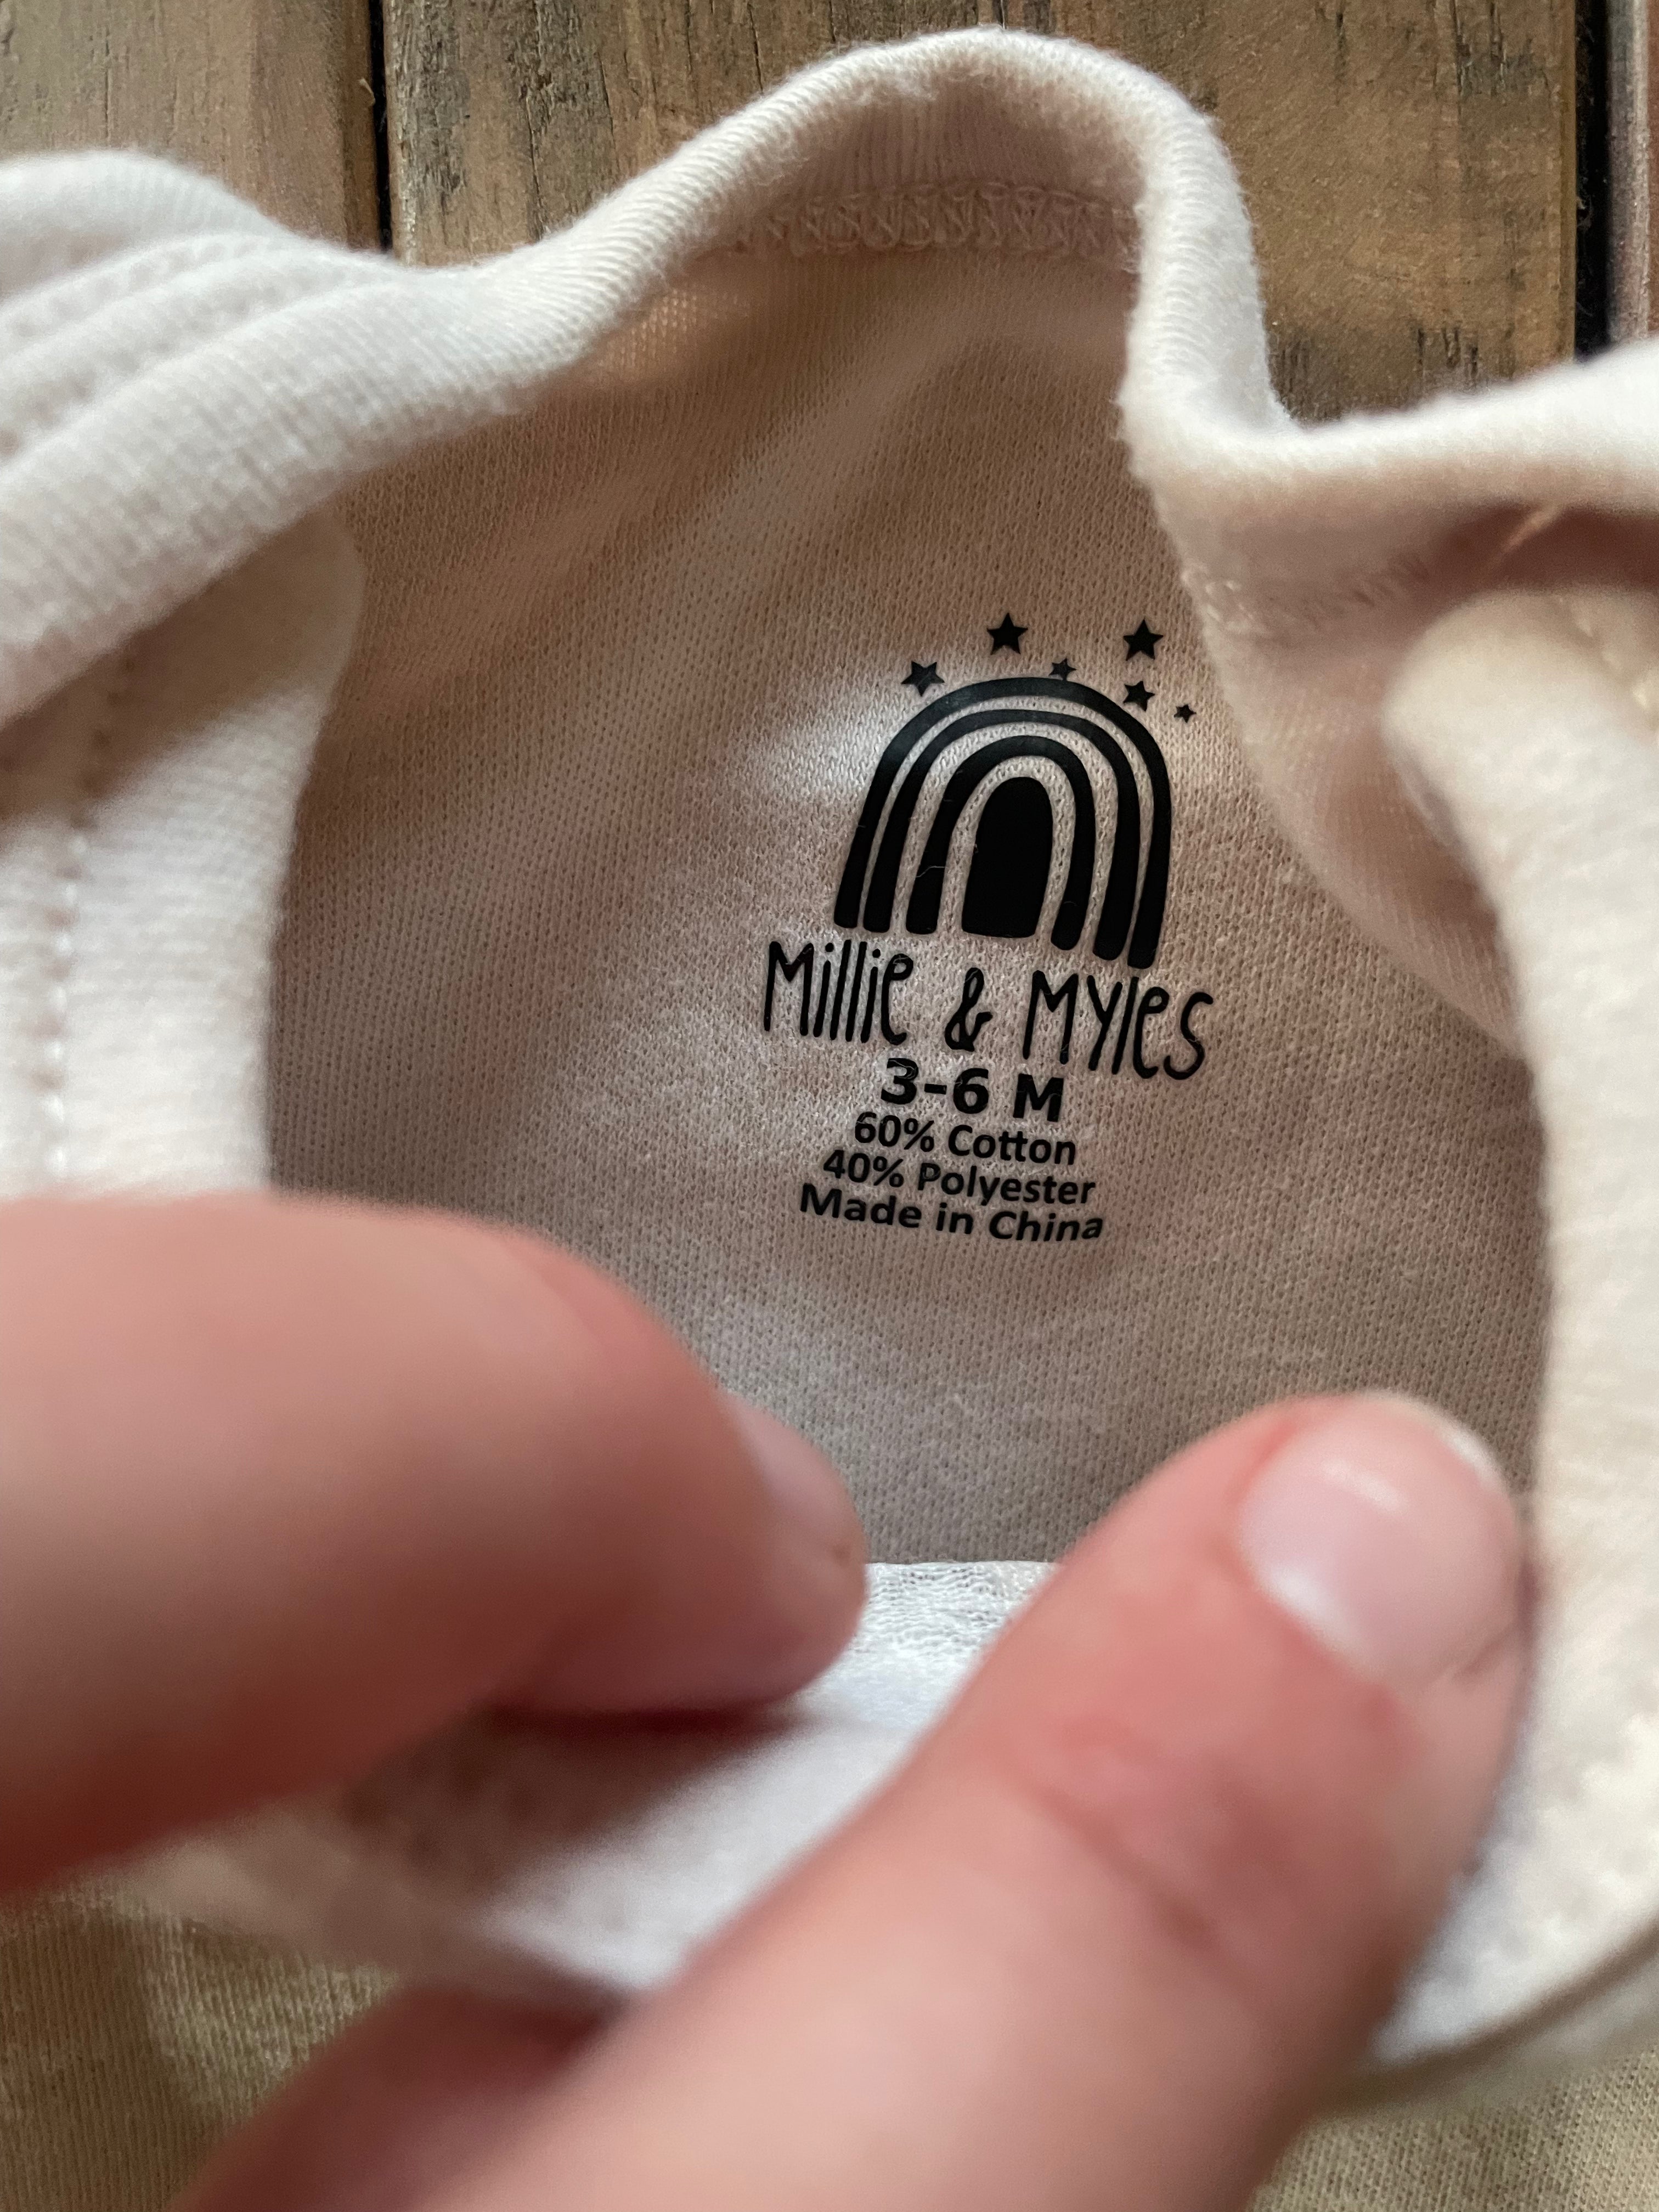 Millie & Myles
3-6 M
60% Cotton
40% Polyester
Made in China